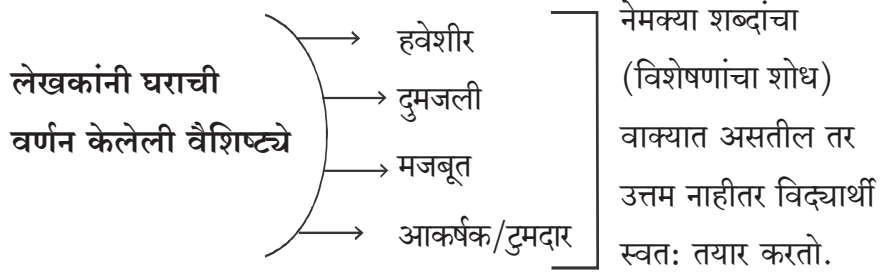 लेखकांनी घराची
वर्णन केलेली वैशिष्ट्ये
हवेशीर
दुमजली
मजबूत
आकर्षक/टुमदार
नेमक्या शब्दांचा
(विशेषणांचा शोध)
वाक्यात असतील तर
उत्तम नाहीतर विद्यार्थी
स्वत: तयार करतो.